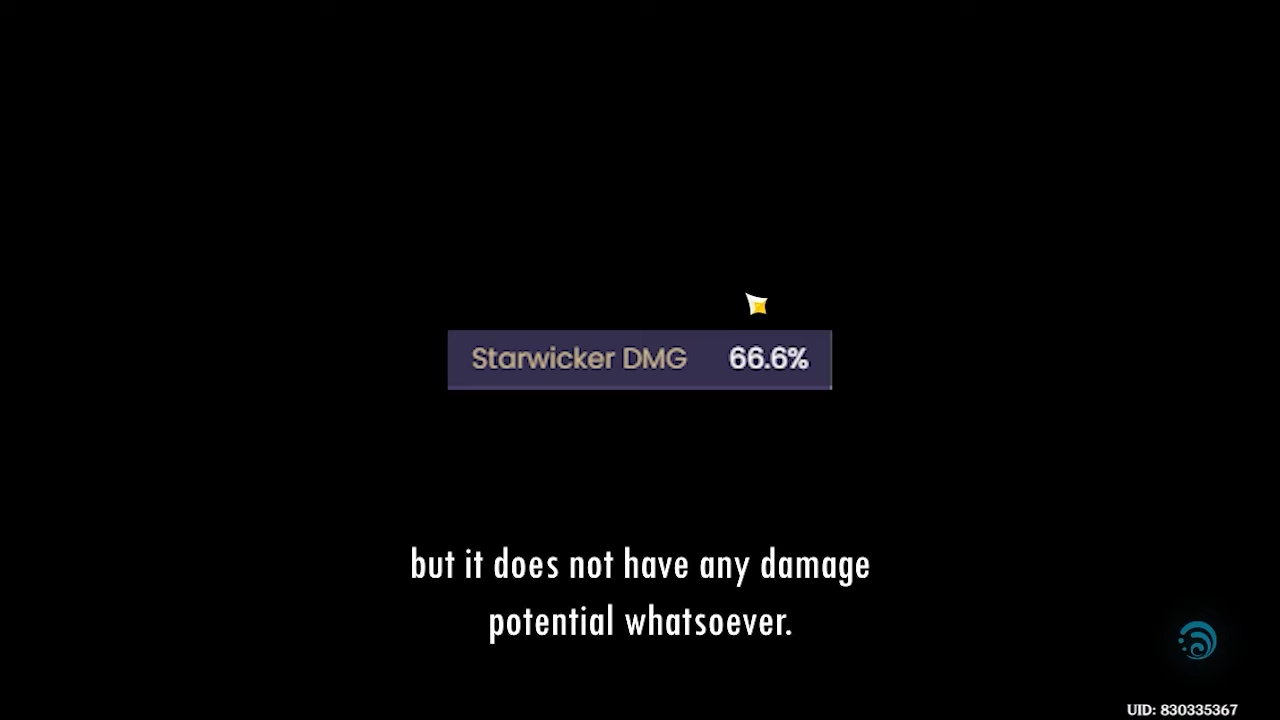 Starwicker DMG 66.6%
but it does not have any damage
potential whatsoever.
UID: 830335367